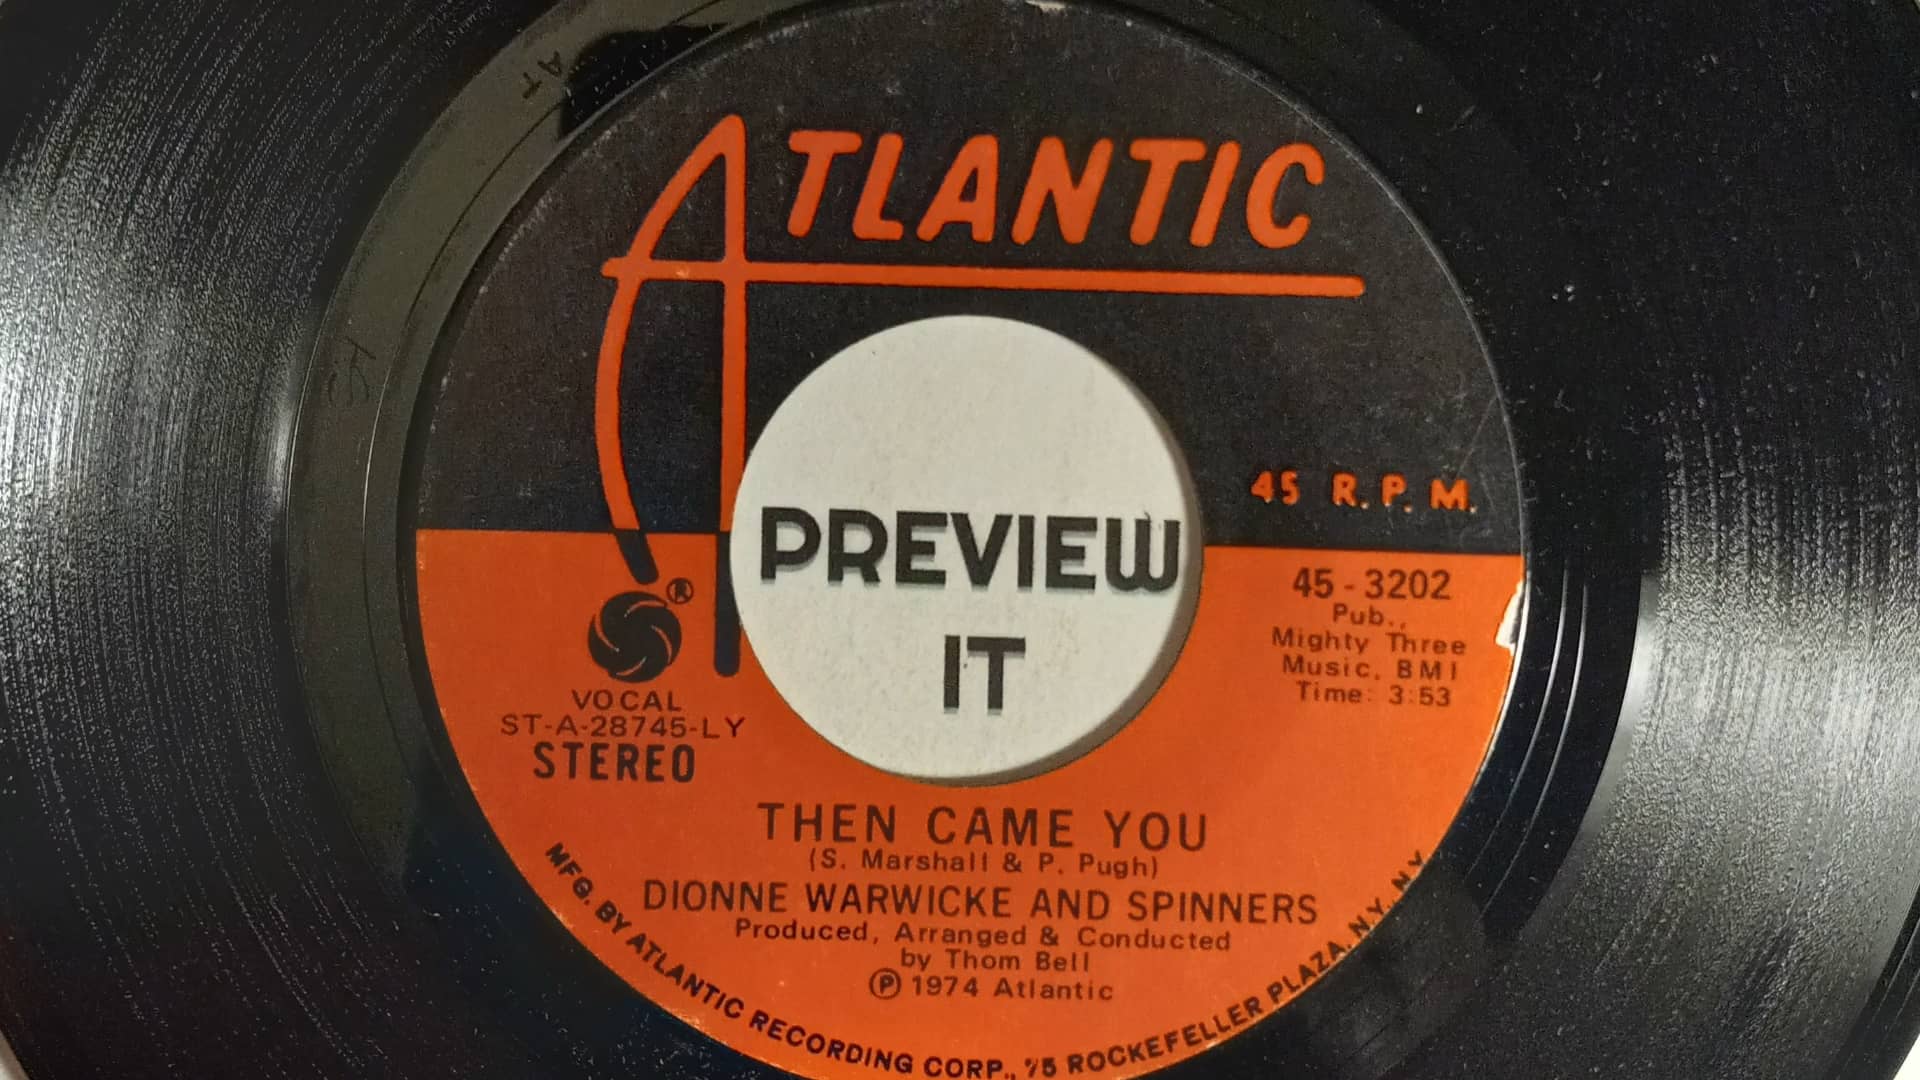 ATLANTIC
45 R.P.M.
PREVIEW
IT
45-3202
Pub.,
Mighty Three
Music, BMI
Time: 3:53
®
VOCAL
ST-A-28745-LY
STEREO
THEN CAME YOU
(S. Marshall & P. Pugh)
DIONNE WARWICKE AND SPINNERS
Produced, Arranged & Conducted
by Thom Bell
℗ 1974 Atlantic
MFG. BY ATLANTIC RECORDING CORP., 75 ROCKEFELLER PLAZA, N.Y., N.Y.
AT